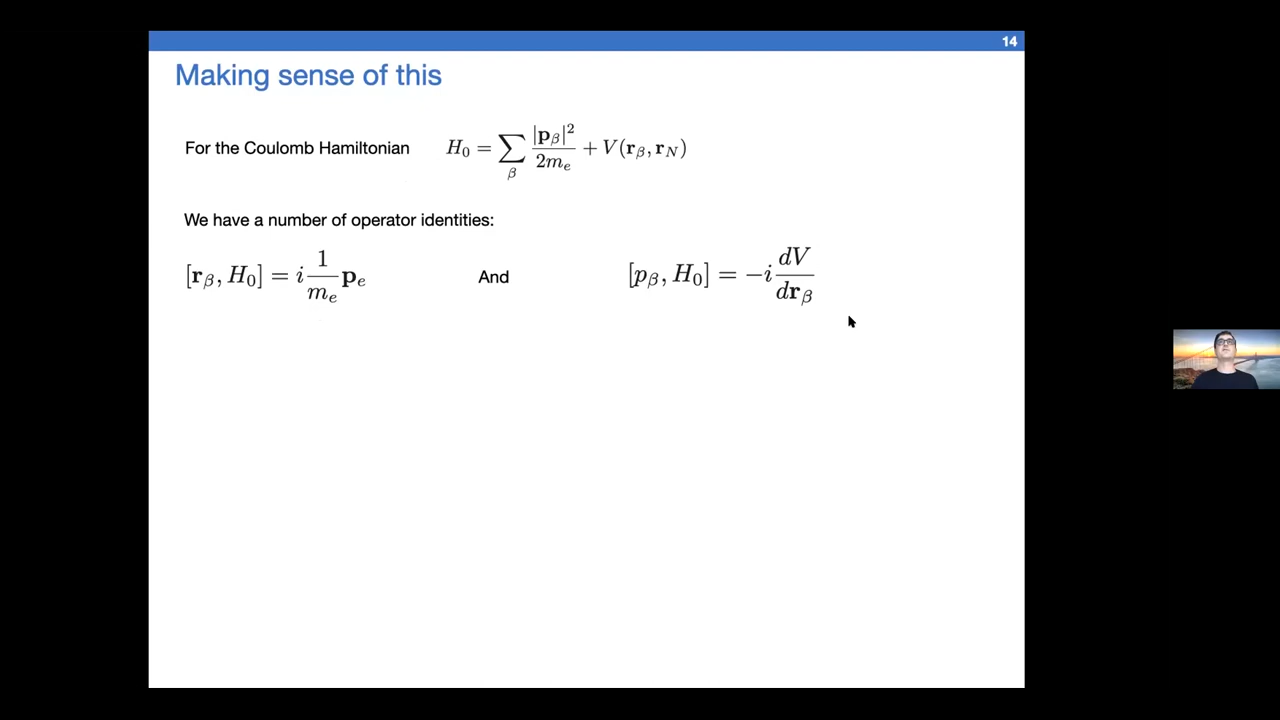 14
Making sense of this
For the Coulomb Hamiltonian $H_0 = \sum_{\beta} \frac{|\mathbf{p}_\beta|^2}{2m_e} + V(\mathbf{r}_\beta, \mathbf{r}_N)$
We have a number of operator identities:
$[\mathbf{r}_\beta, H_0] = i \frac{1}{m_e} \mathbf{p}_e$ And $[p_\beta, H_0] = -i \frac{dV}{d\mathbf{r}_\beta}$